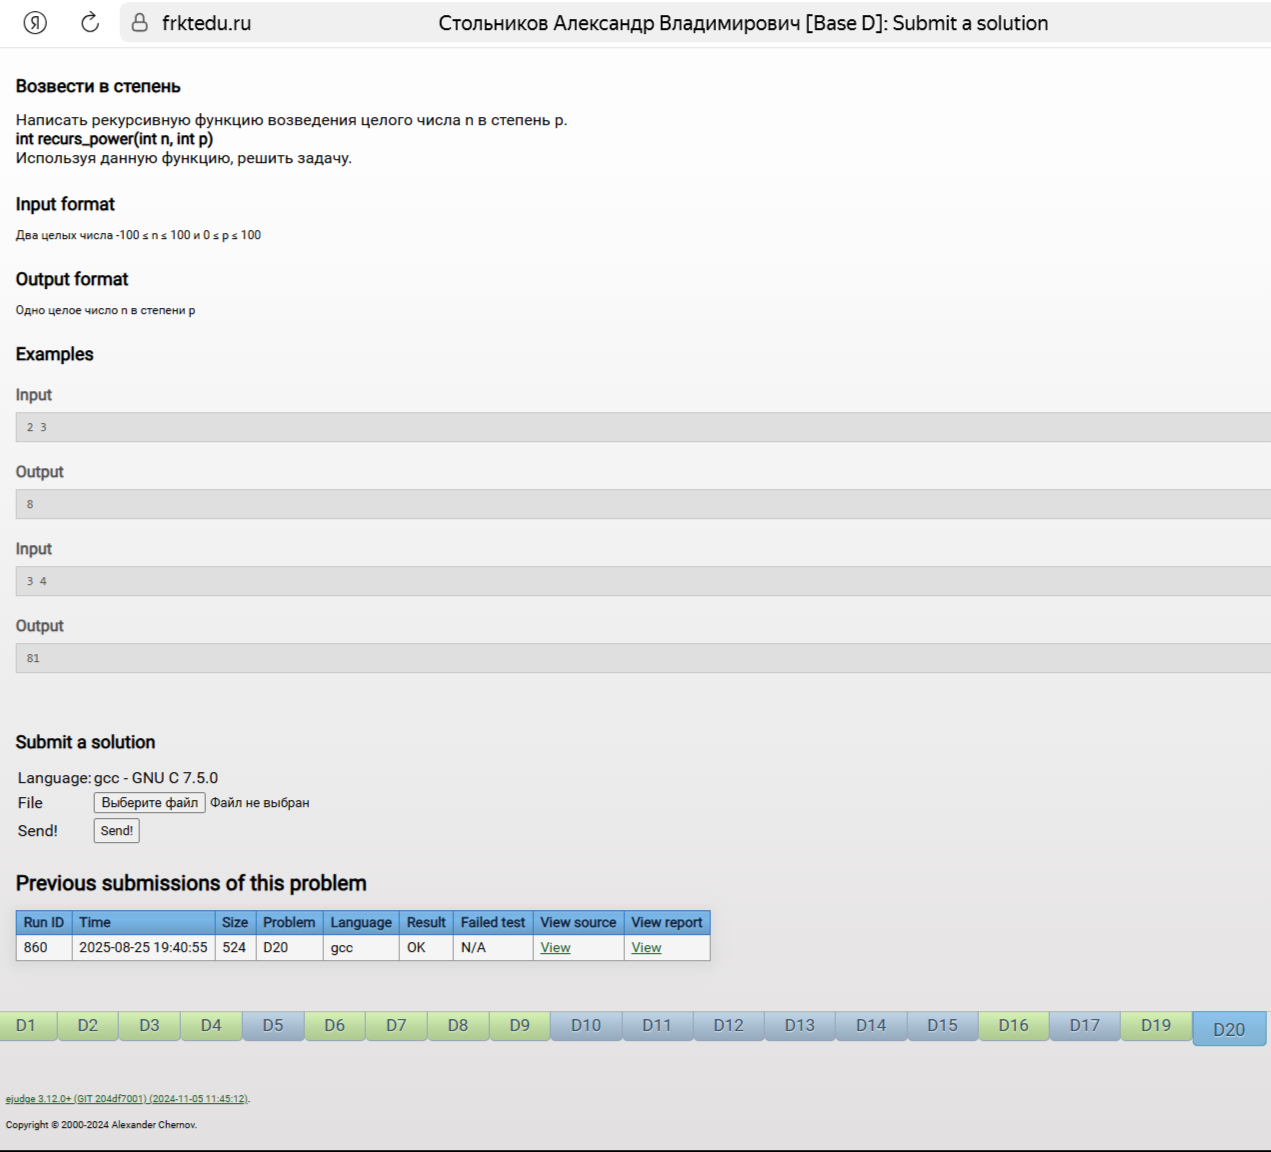 frktedu.ru Стольников Александр Владимирович [Base D]: Submit a solution
Возвести в степень
Написать рекурсивную функцию возведения целого числа n в степень p.
int recurs_power(int n, int p)
Используя данную функцию, решить задачу.
Input format
Два целых числа -100 ≤ n ≤ 100 и 0 ≤ p ≤ 100
Output format
Одно целое число n в степени p
Examples
Input
2 3
Output
8
Input
3 4
Output
81
Submit a solution
Language: gcc - GNU C 7.5.0
File Выберите файл Файл не выбран
Send! Send!
Previous submissions of this problem
Run ID Time Size Problem Language Result Failed test View source View report
860 2025-08-25 19:40:55 524 D20 gcc OK N/A View View
D1 D2 D3 D4 D5 D6 D7 D8 D9 D10 D11 D12 D13 D14 D15 D16 D17 D19 D20
ejudge 3.12.0+ (GIT 204df7001) (2024-11-05 11:45:12).
Copyright © 2000-2024 Alexander Chernov.